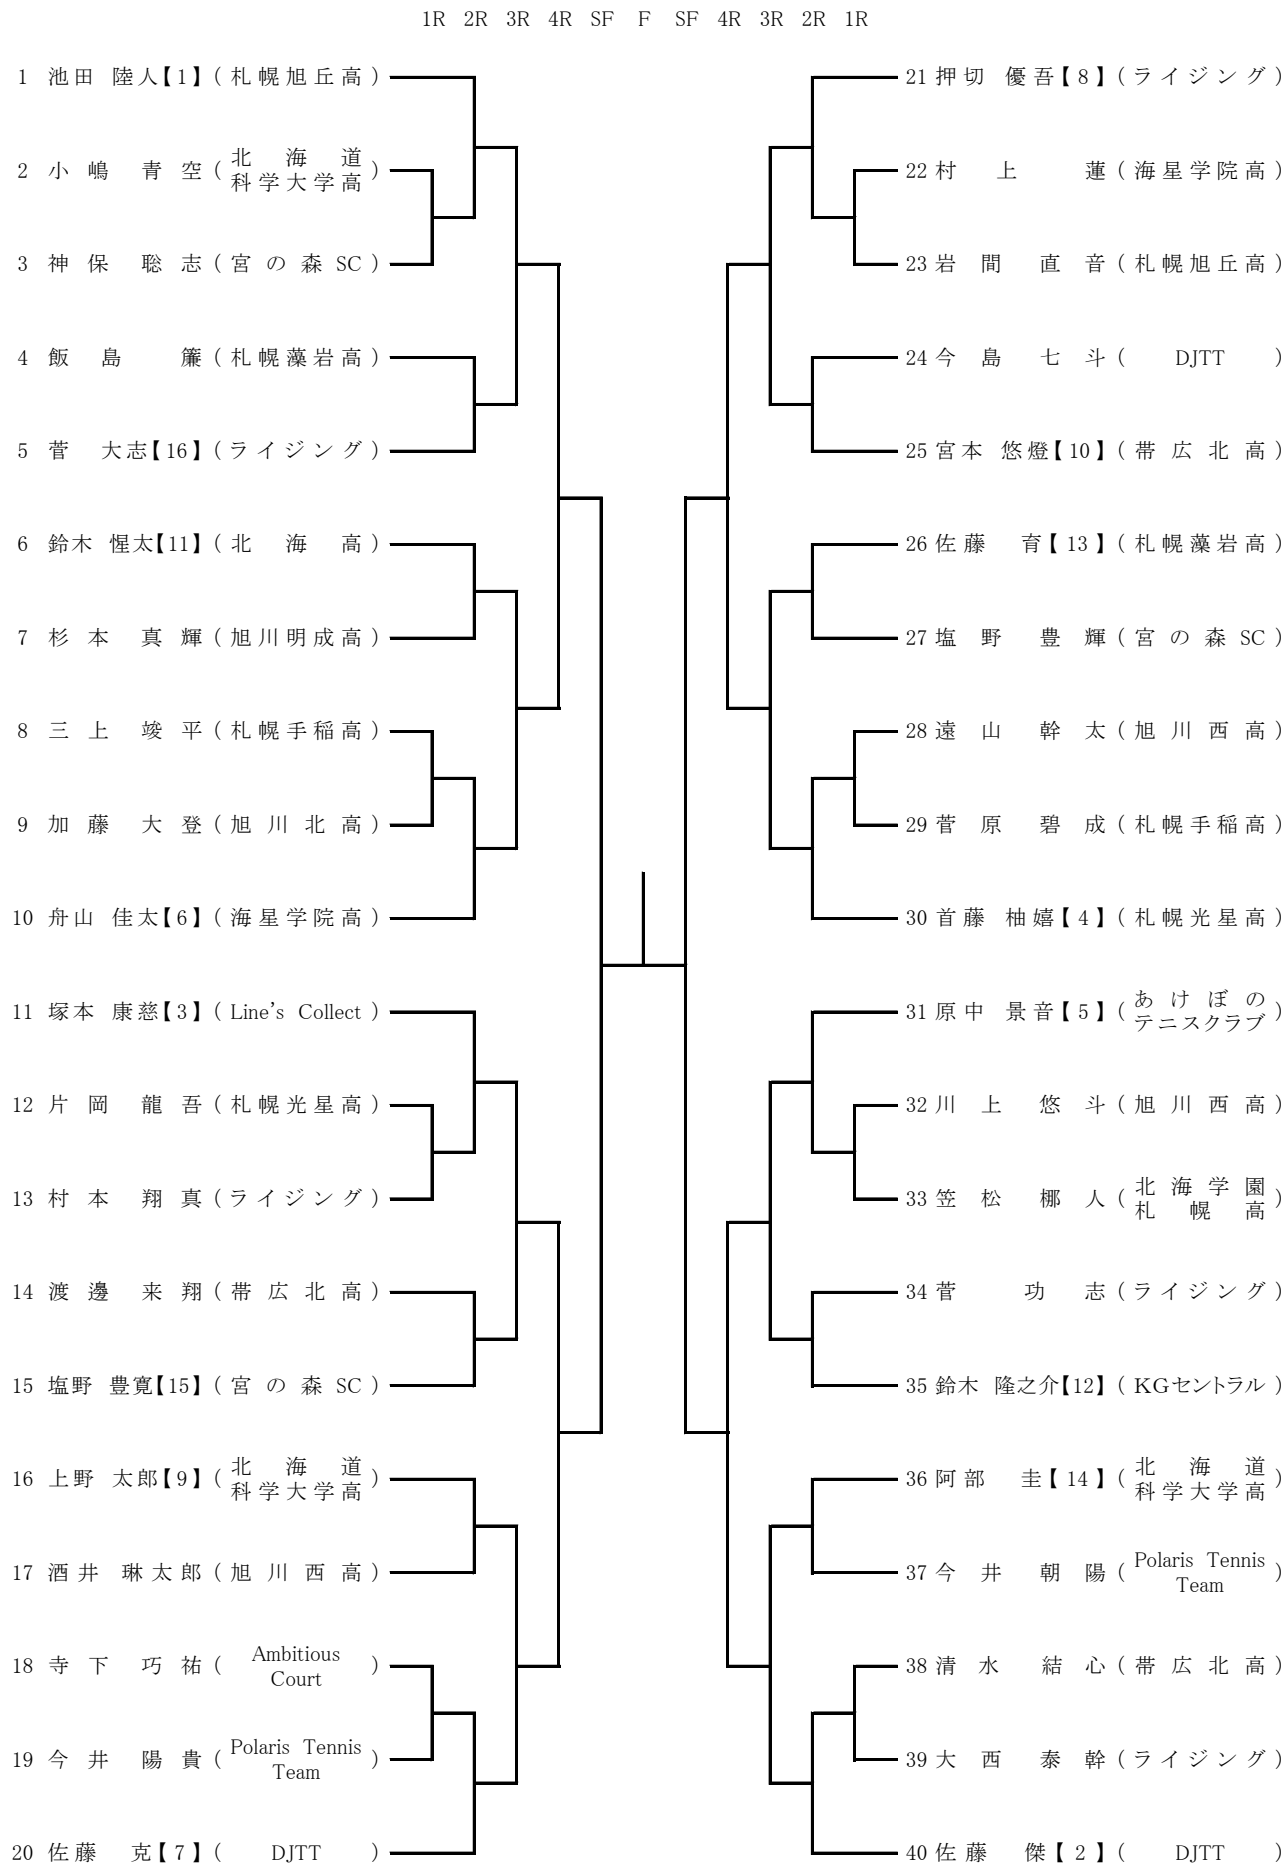 1R 2R 3R 4R SF F SF 4R 3R 2R 1R
1 池田 陸人【1】(札幌旭丘高)
2 小嶋 青空(北海道科学大学高)
3 神保 聡志(宮の森 SC)
4 飯島 簾(札幌藻岩高)
5 菅 大志【16】(ライジング)
6 鈴木 惺太【11】(北海高)
7 杉本 真輝(旭川明成高)
8 三上 竣平(札幌手稲高)
9 加藤 大登(旭川北高)
10 舟山 佳太【6】(海星学院高)
11 塚本 康慈【3】(Line's Collect)
12 片岡 龍吾(札幌光星高)
13 村本 翔真(ライジング)
14 渡邊 来翔(帯広北高)
15 塩野 豊寛【15】(宮の森 SC)
16 上野 太郎【9】(北海道科学大学高)
17 酒井 琳太郎(旭川西高)
18 寺下 巧祐(Ambitious Court)
19 今井 陽貴(Polaris Tennis Team)
20 佐藤 克【7】(DJTT)
21 押切 優吾【8】(ライジング)
22 村上 蓮(海星学院高)
23 岩間 直音(札幌旭丘高)
24 今島 七斗(DJTT)
25 宮本 悠燈【10】(帯広北高)
26 佐藤 育【13】(札幌藻岩高)
27 塩野 豊輝(宮の森 SC)
28 遠山 幹太(旭川西高)
29 菅原 碧成(札幌手稲高)
30 首藤 柚嬉【4】(札幌光星高)
31 原中 景音【5】(あけぼのテニスクラブ)
32 川上 悠斗(旭川西高)
33 笠松 梛人(北海学園札幌高)
34 菅 功志(ライジング)
35 鈴木 隆之介【12】(KGセントラル)
36 阿部 圭【14】(北海道科学大学高)
37 今井 朝陽(Polaris Tennis Team)
38 清水 結心(帯広北高)
39 大西 泰幹(ライジング)
40 佐藤 傑【2】(DJTT)